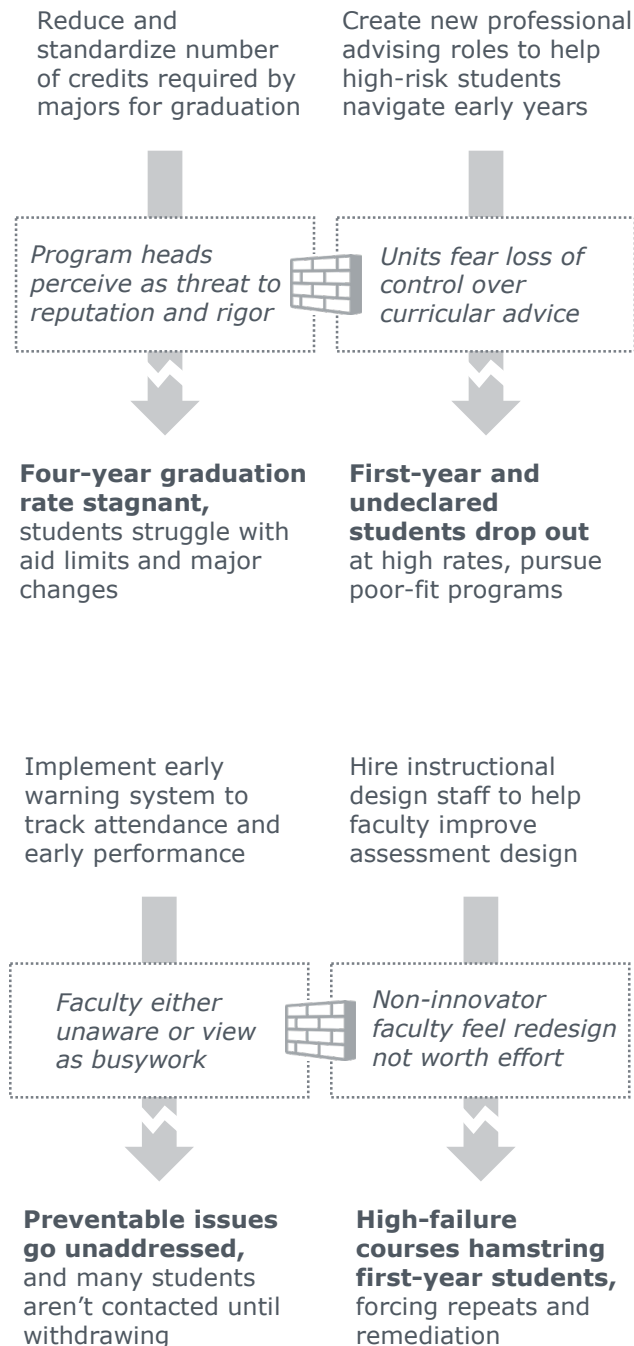 Reduce and
standardize number
of credits required by
majors for graduation
Create new professional
advising roles to help
high-risk students
navigate early years
Program heads
perceive as threat to
reputation and rigor
Units fear loss of
control over
curricular advice
Four-year graduation
rate stagnant,
students struggle with
aid limits and major
changes
First-year and
undeclared
students drop out
at high rates, pursue
poor-fit programs
Implement early
warning system to
track attendance and
early performance
Hire instructional
design staff to help
faculty improve
assessment design
Faculty either
unaware or view
as busywork
Non-innovator
faculty feel redesign
not worth effort
Preventable issues
go unaddressed,
and many students
aren’t contacted until
withdrawing
High-failure
courses hamstring
first-year students,
forcing repeats and
remediation